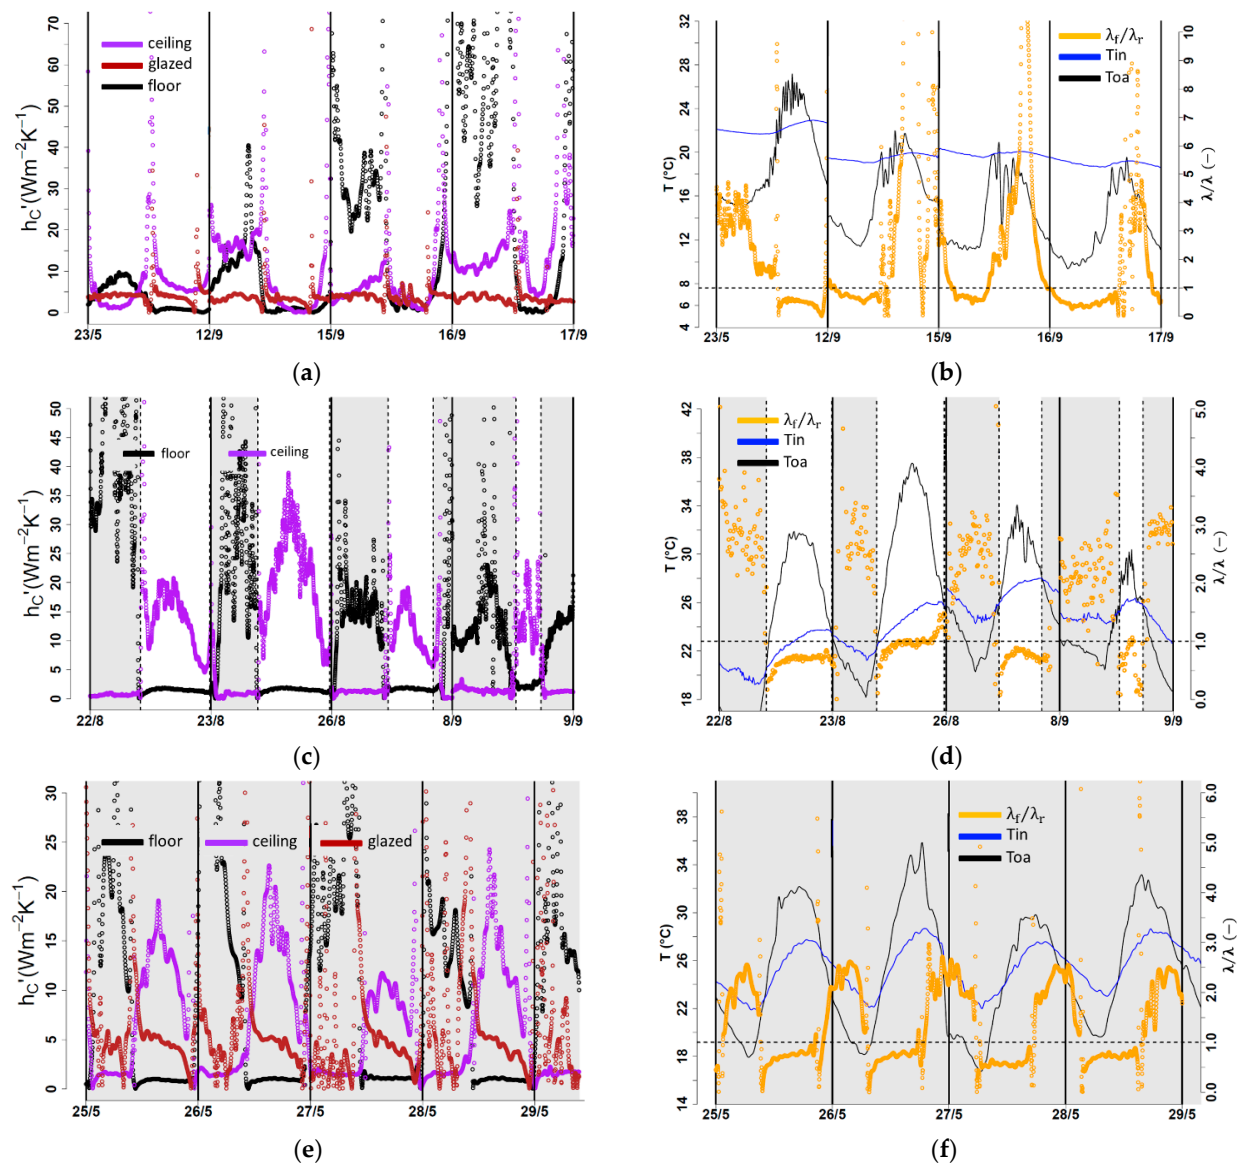 70
60
50
40
30
20
10
0
h_C'(Wm−2K−1)
ceiling
glazed
floor
23/5 12/9 15/9 16/9 17/9
(a)
32
28
24
20
16
12
8
6
4
T (°C)
λf/λr
Tin
Toa
10
9
8
7
6
5
4
3
2
1
0
λ/λ (−)
23/5 12/9 15/9 16/9 17/9
(b)
50
45
40
35
30
25
20
15
10
5
0
h_C'(Wm−2K−1)
floor ceiling
22/8 23/8 26/8 8/9 9/9
(c)
42
38
34
30
26
22
18
T (°C)
λf/λr
Tin
Toa
5.0
4.0
3.0
2.0
1.0
0.0
λ/λ (−)
22/8 23/8 26/8 8/9 9/9
(d)
30
25
20
15
10
5
0
h_C'(Wm−2K−1)
floor ceiling glazed
25/5 26/5 27/5 28/5 29/5
(e)
38
34
30
26
22
18
14
T (°C)
λf/λr
Tin
Toa
6.0
5.0
4.0
3.0
2.0
1.0
0.0
λ/λ (−)
25/5 26/5 27/5 28/5 29/5
(f)